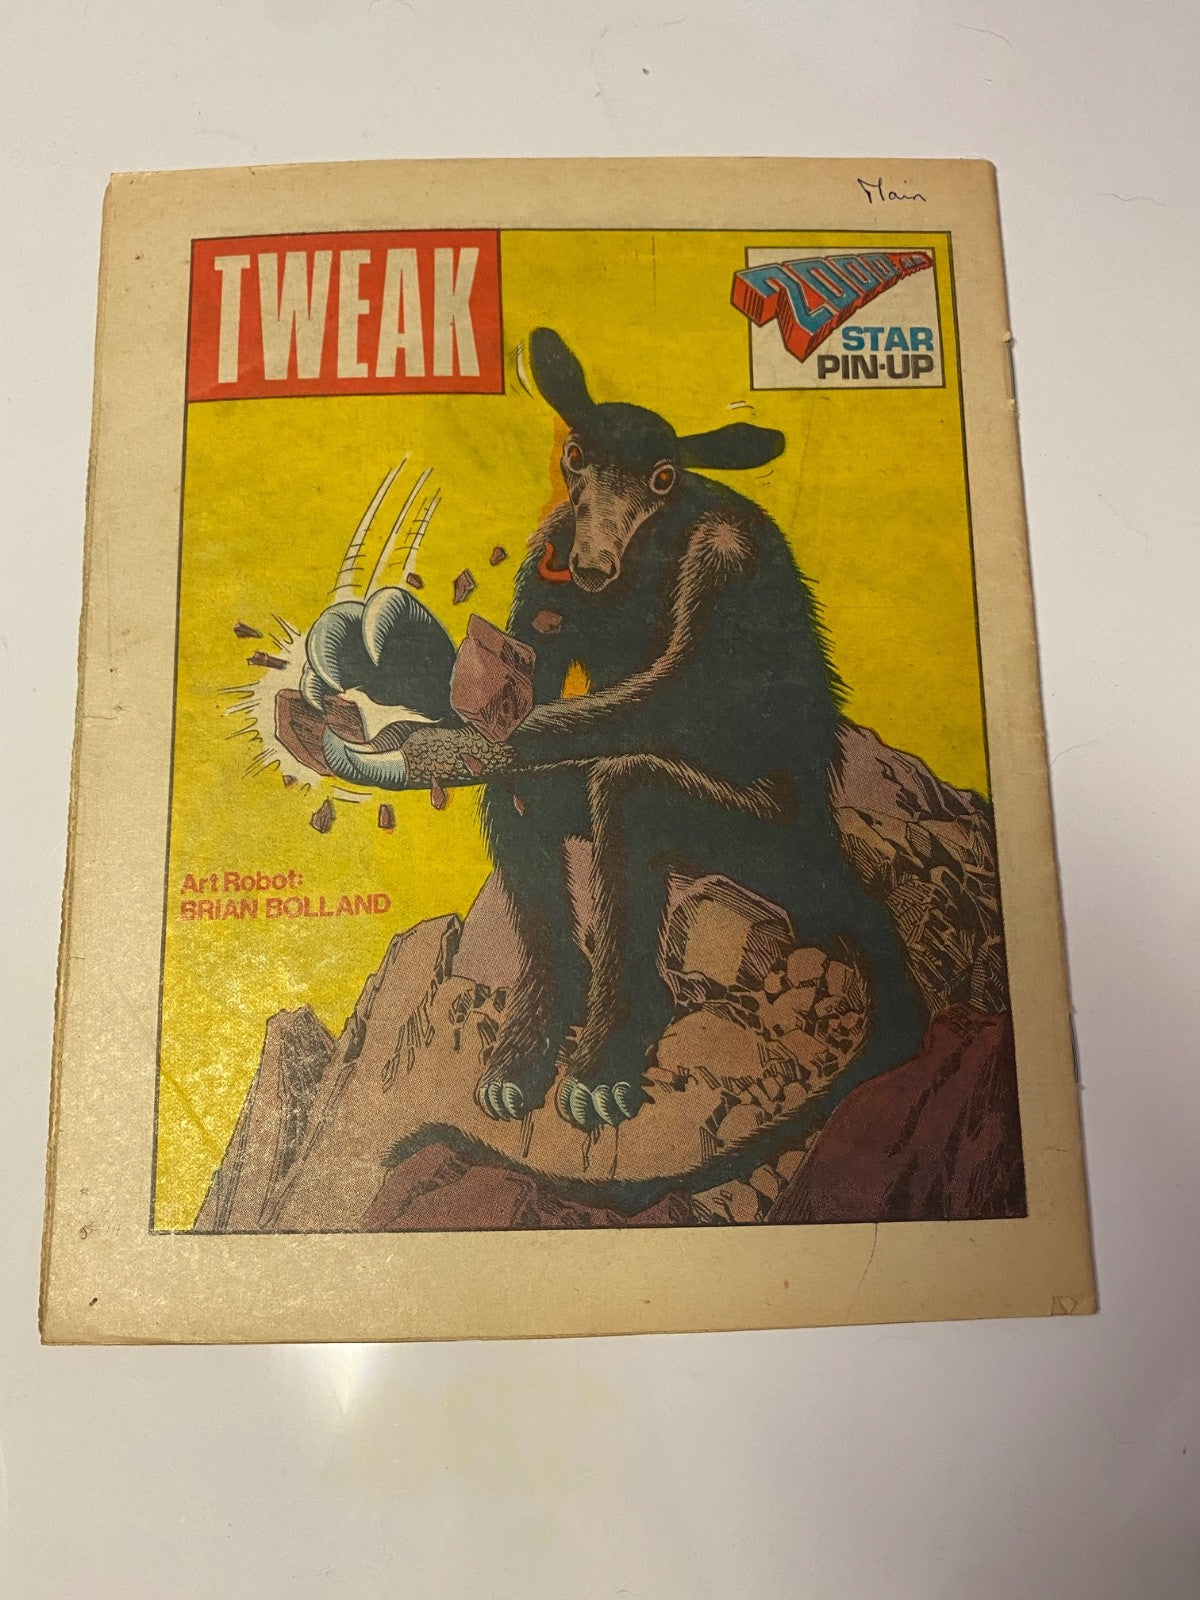 Main
TWEAK
2000 AD
STAR
PIN-UP
Art Robot:
BRIAN BOLLAND